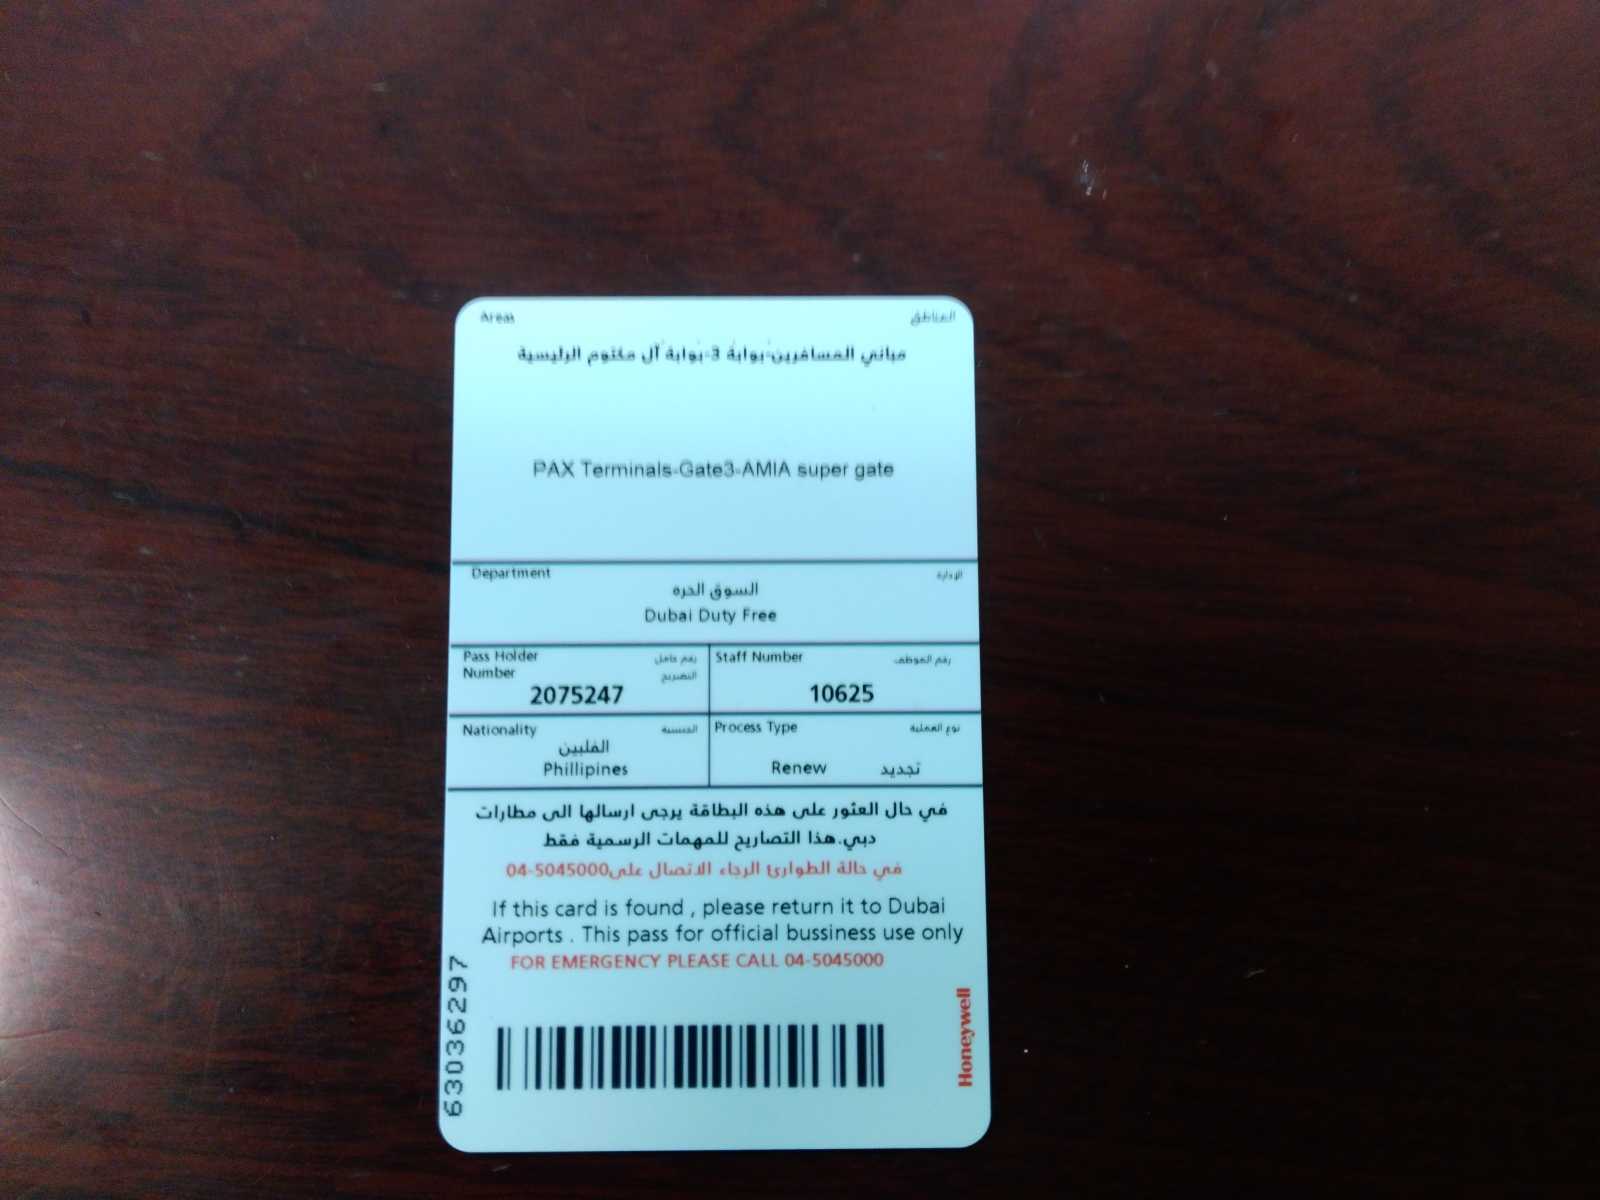 Areas المناطق
مباني المسافرين-بوابة 3-بوابة آل مكتوم الرئيسية
PAX Terminals-Gate3-AMIA super gate
Department الإدارة
السوق الحره
Dubai Duty Free
Pass Holder Number رقم حامل التصريح
2075247
Staff Number رقم الموظف
10625
Nationality الجنسية
الفلبين
Phillipines
Process Type نوع العملية
Renew تجديد
في حال العثور على هذه البطاقة يرجى ارسالها الى مطارات
دبي.هذا التصاريح للمهمات الرسمية فقط
في حالة الطوارئ الرجاء الاتصال على04-5045000
If this card is found , please return it to Dubai
Airports . This pass for official bussiness use only
FOR EMERGENCY PLEASE CALL 04-5045000
63036297
Honeywell